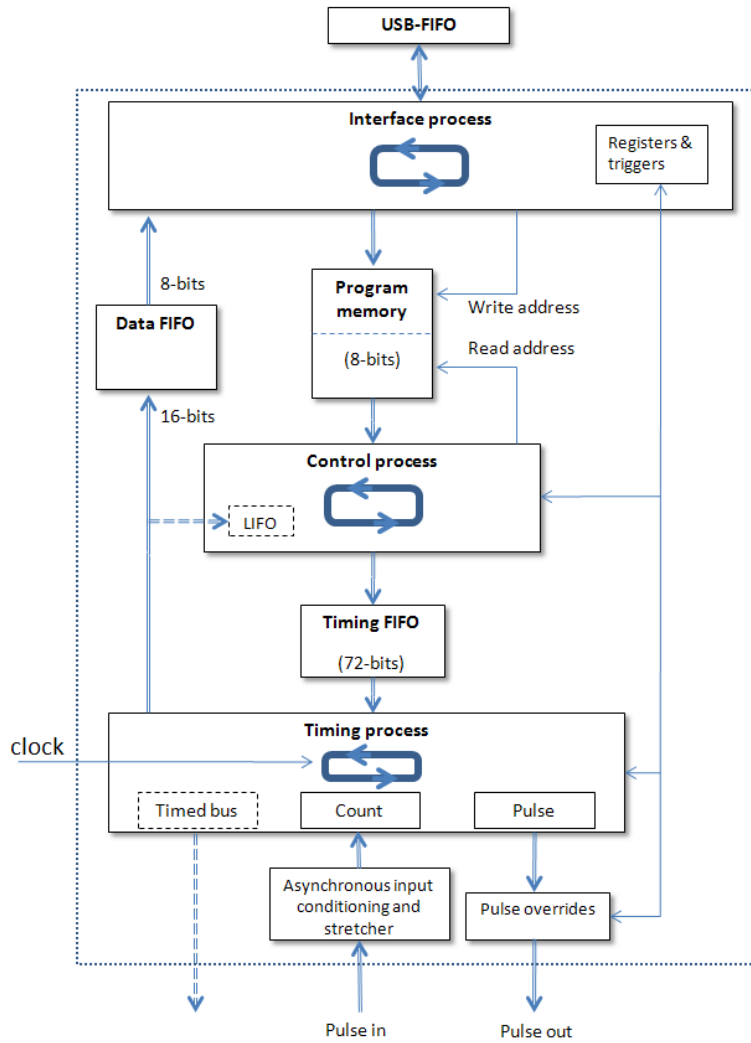 USB-FIFO
Interface process
Registers &
triggers
8-bits
Program
memory
Write address
Data FIFO
Read address
(8-bits)
16-bits
Control process
LIFO
Timing FIFO
(72-bits)
Timing process
clock
Timed bus
Count
Pulse
Asynchronous input
conditioning and
stretcher
Pulse overrides
Pulse in
Pulse out